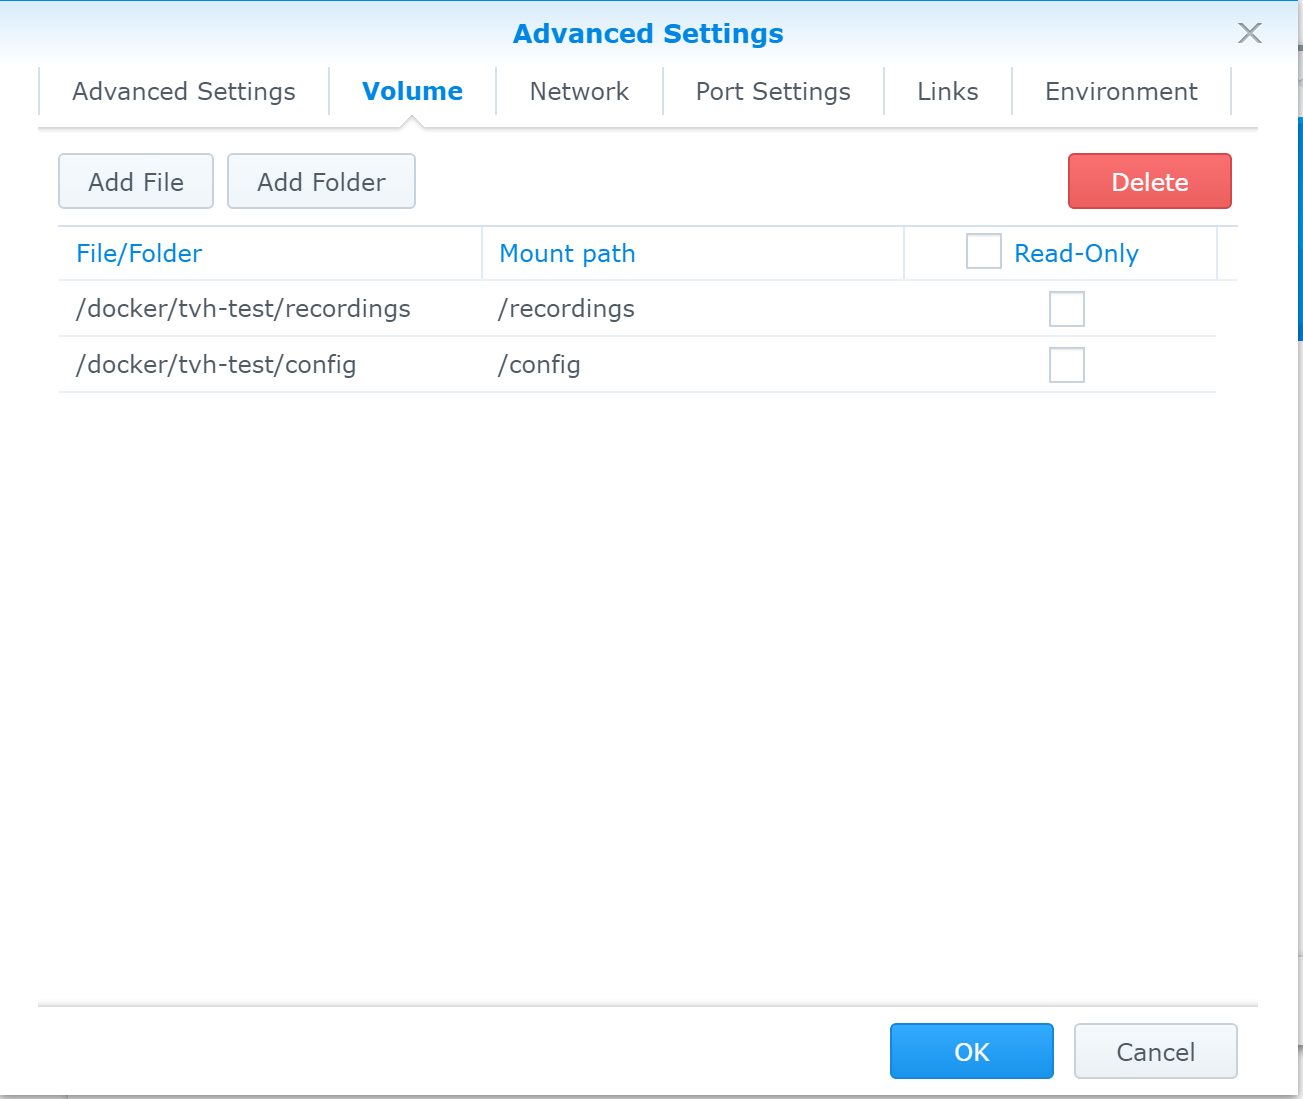 Advanced Settings
Advanced Settings Volume Network Port Settings Links Environment
Add File Add Folder Delete
File/Folder Mount path Read-Only
/docker/tvh-test/recordings /recordings
/docker/tvh-test/config /config
OK Cancel